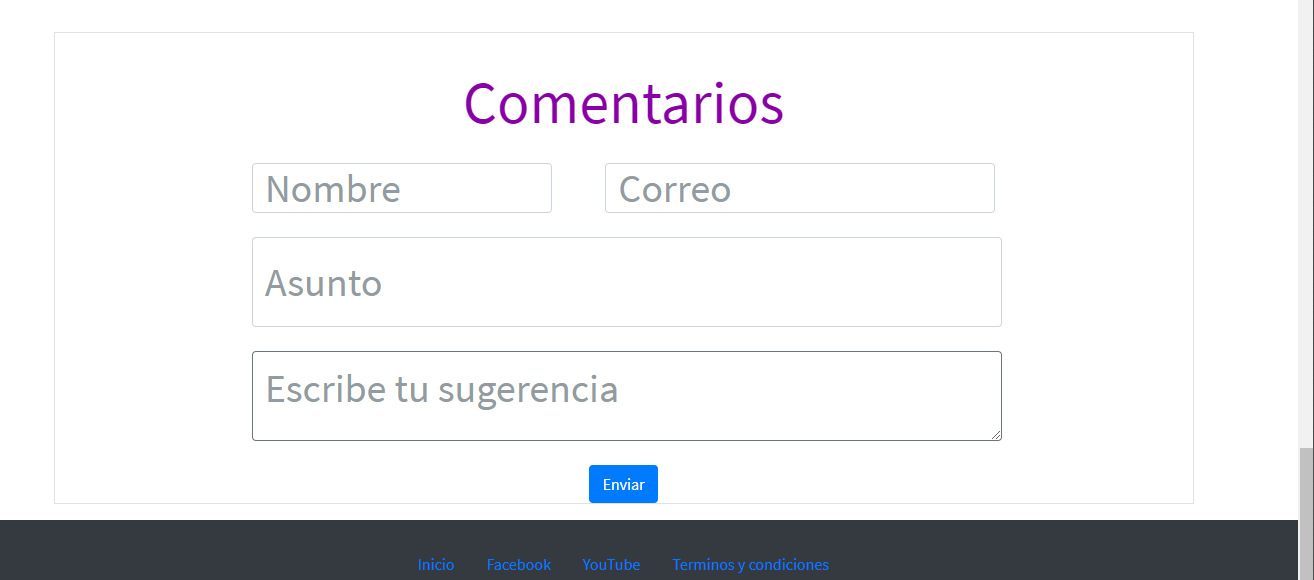 Comentarios
Nombre Correo
Asunto
Escribe tu sugerencia
Enviar
Inicio Facebook YouTube Terminos y condiciones